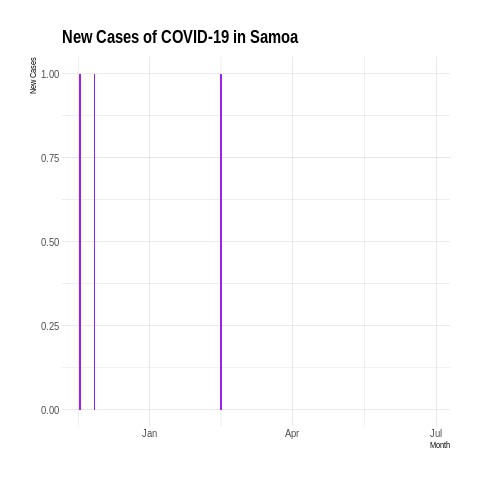 New Cases of COVID-19 in Samoa
New Cases
1.00
0.75
0.50
0.25
0.00
Jan
Apr
Jul
Month